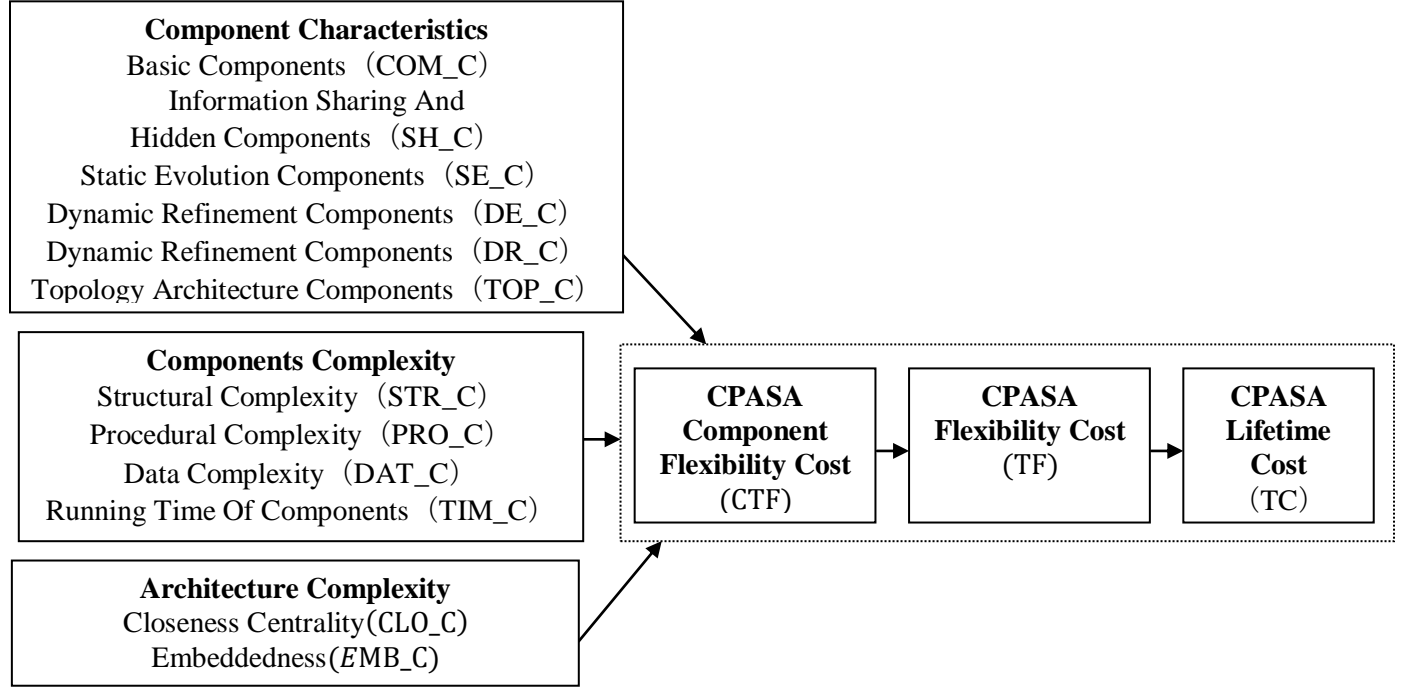 Component Characteristics
Basic Components（COM_C）
Information Sharing And
Hidden Components（SH_C）
Static Evolution Components（SE_C）
Dynamic Refinement Components（DE_C）
Dynamic Refinement Components（DR_C）
Topology Architecture Components（TOP_C）
Components Complexity
Structural Complexity（STR_C）
Procedural Complexity（PRO_C）
Data Complexity（DAT_C）
Running Time Of Components（TIM_C）
Architecture Complexity
Closeness Centrality(CLO_C)
Embeddedness(EMB_C)
CPASA
Component
Flexibility Cost
(CTF)
CPASA
Flexibility Cost
(TF)
CPASA
Lifetime
Cost
（TC）